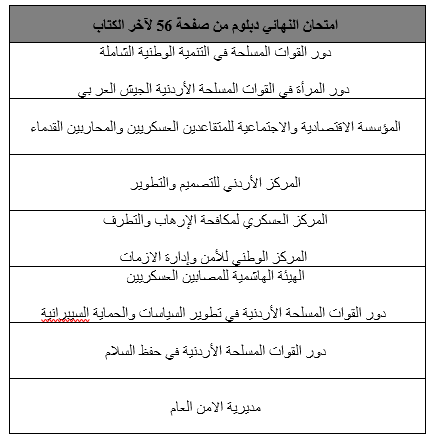 امتحان النهائي دبلوم من صفحة 56 لآخر الكتاب
دور القوات المسلحة في التنمية الوطنية الشاملة
دور المرأة في القوات المسلحة الأردنية الجيش العربي
المؤسسة الاقتصادية والاجتماعية للمتقاعدين العسكريين والمحاربين القدماء
المركز الأردني للتصميم والتطوير
المركز العسكري لمكافحة الإرهاب والتطرف
المركز الوطني للأمن وإدارة الازمات
الهيئة الهاشمية للمصابين العسكريين
دور القوات المسلحة الأردنية في تطوير السياسات والحماية السيبرانية
دور القوات المسلحة الأردنية في حفظ السلام
مديرية الامن العام